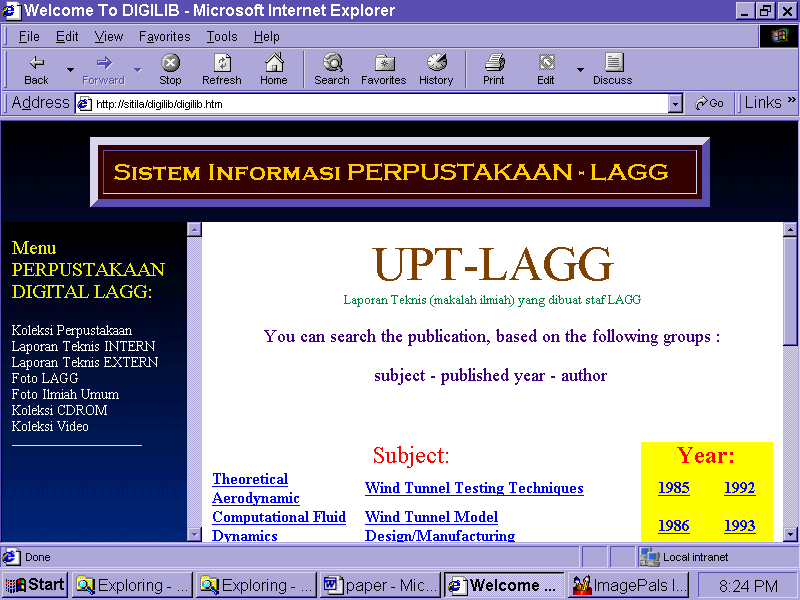 Welcome To DIGILIB - Microsoft Internet Explorer
File Edit View Favorites Tools Help
Back Forward Stop Refresh Home Search Favorites History Print Edit Discuss
Address http://sitila/digilib/digilib.htm Go Links »
SISTEM INFORMASI PERPUSTAKAAN - LAGG
Menu
PERPUSTAKAAN
DIGITAL LAGG:
Koleksi Perpustakaan
Laporan Teknis INTERN
Laporan Teknis EXTERN
Foto LAGG
Foto Ilmiah Umum
Koleksi CDROM
Koleksi Video
UPT-LAGG
Laporan Teknis (makalah ilmiah) yang dibuat staf LAGG
You can search the publication, based on the following groups :
subject - published year - author
Subject:
Theoretical
Aerodynamic
Wind Tunnel Testing Techniques
Computational Fluid
Dynamics
Wind Tunnel Model
Design/Manufacturing
Year:
1985 1992
1986 1993
Done Local intranet
Start Exploring - ... Exploring - ... paper - Mic... Welcome ... ImagePals I... 8:24 PM